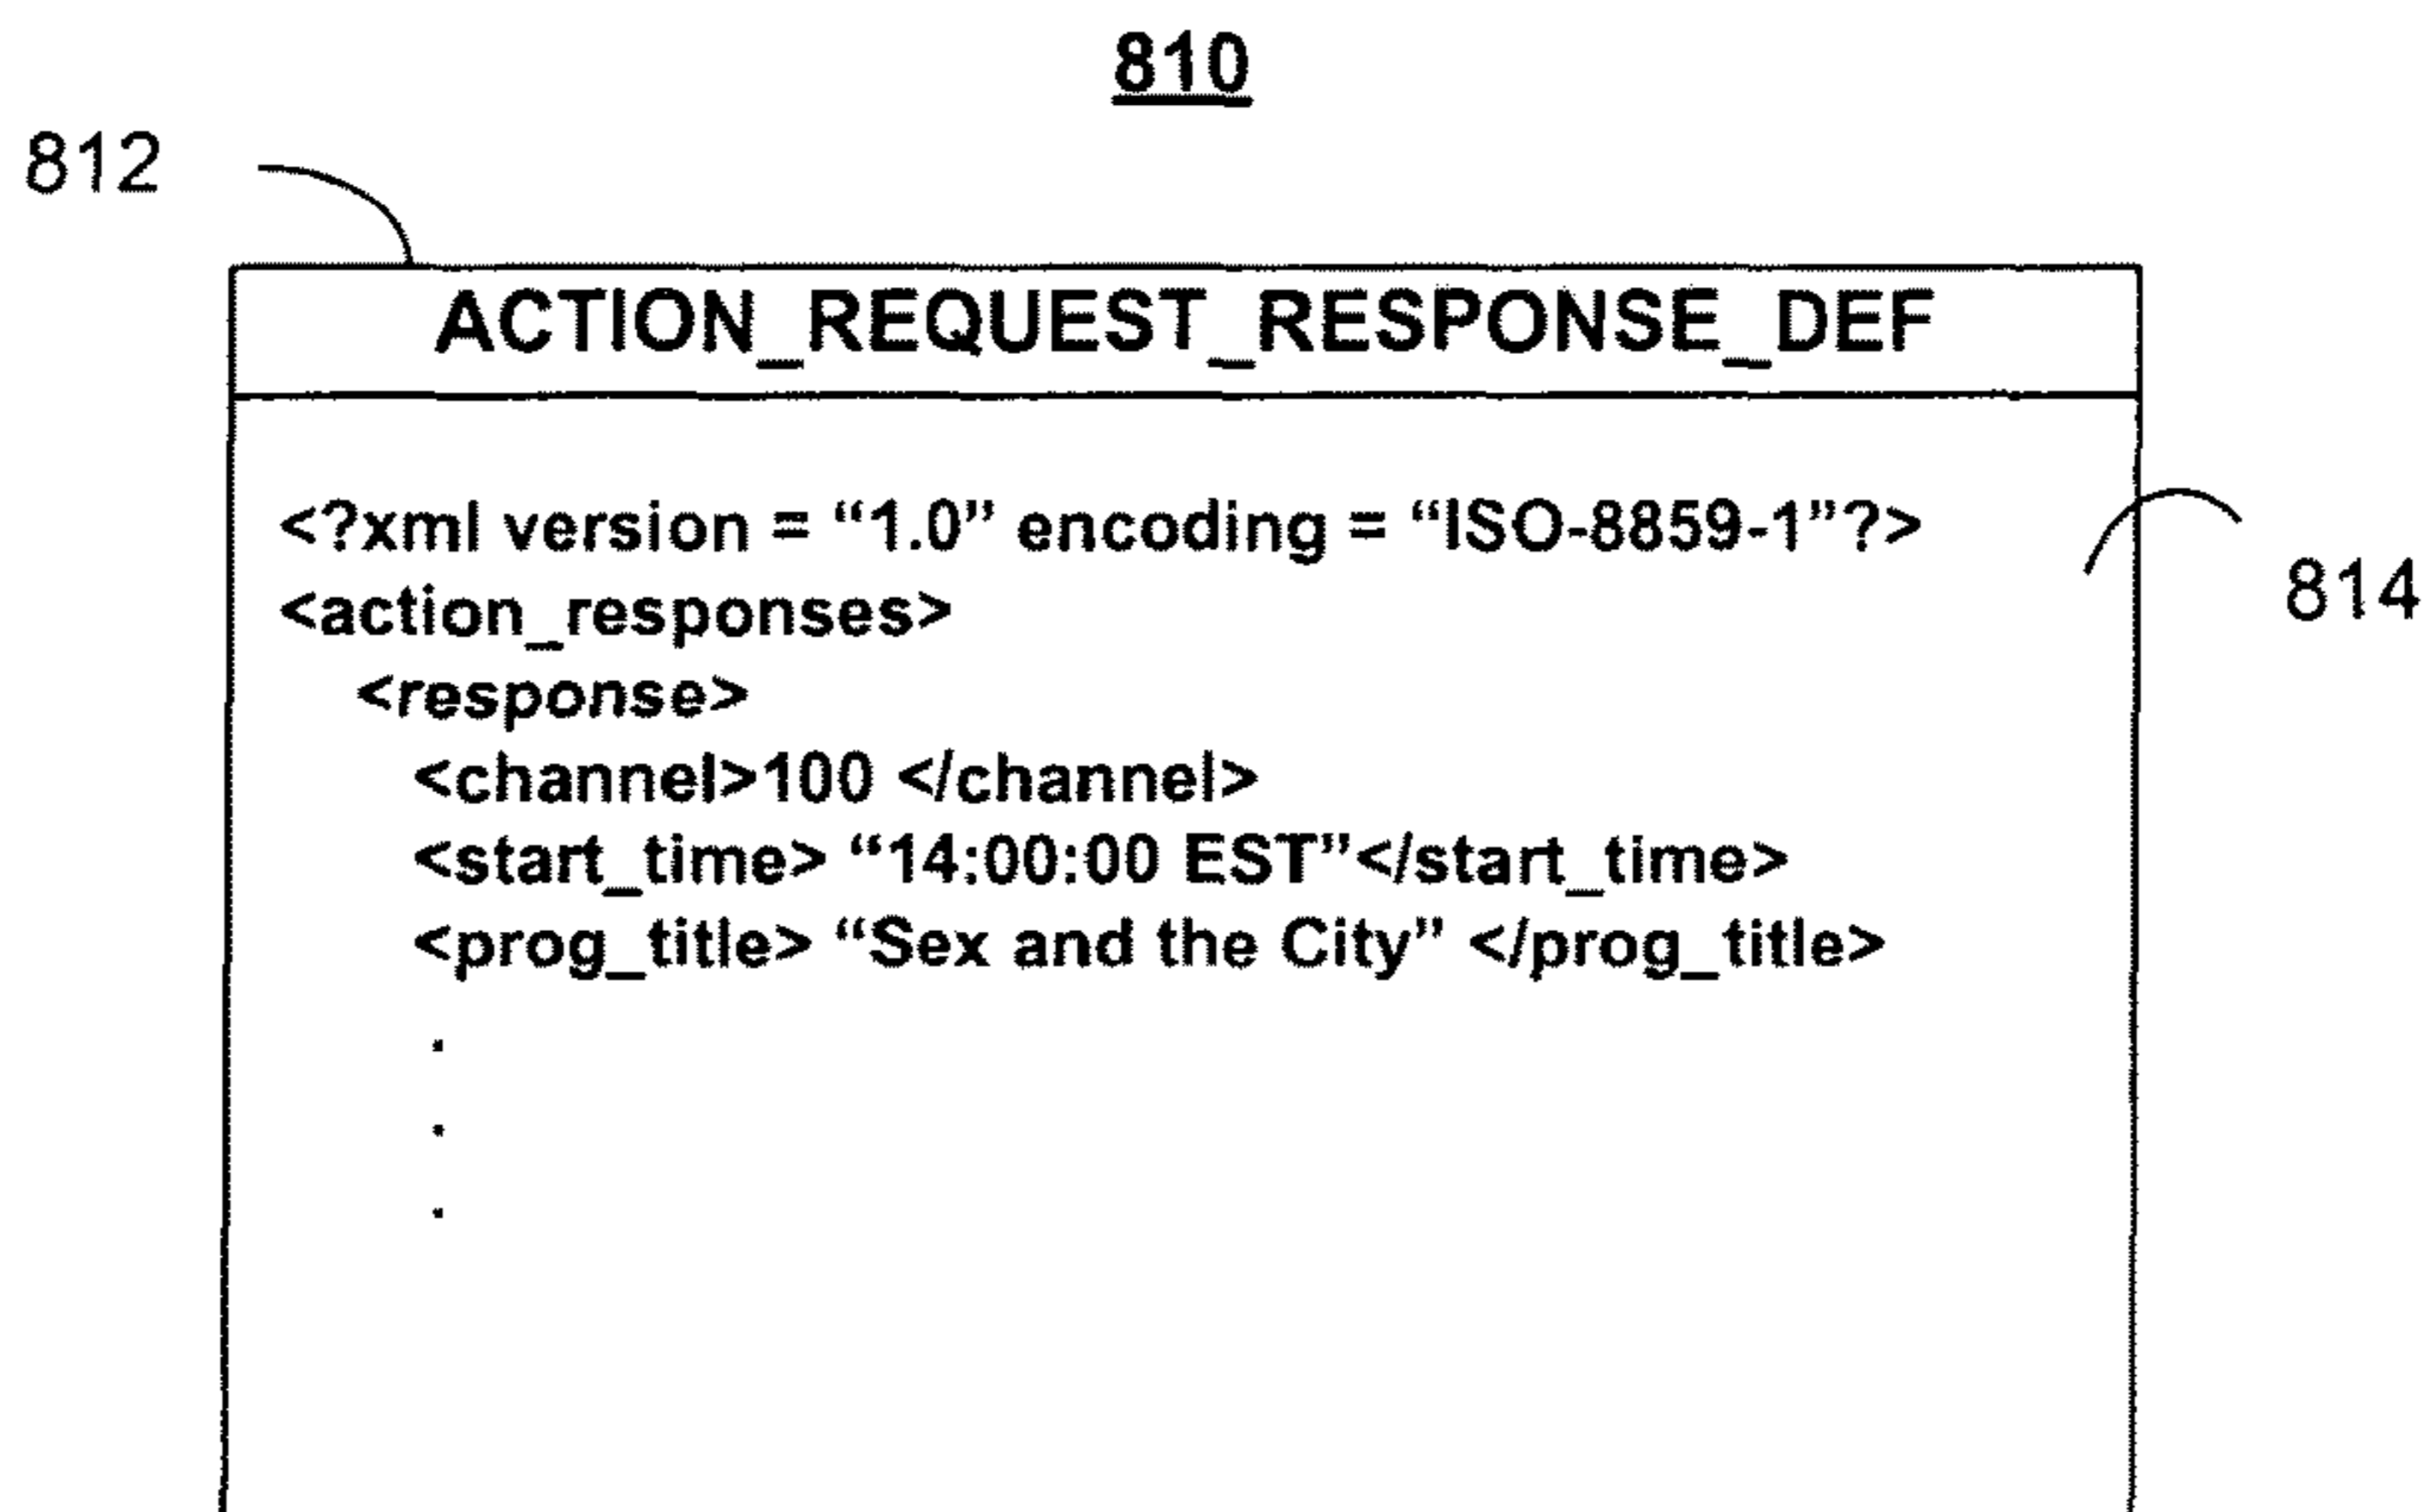 810
812
ACTION_REQUEST_RESPONSE_DEF
<?xml version = “1.0” encoding = “ISO-8859-1”?>
<action_responses>
<response>
<channel>100 </channel>
<start_time> “14:00:00 EST”</start_time>
<prog_title> “Sex and the City” </prog_title>
.
.
.
814